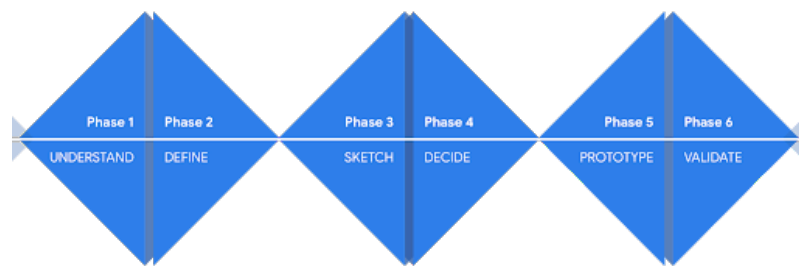 Phase 1 Phase 2 Phase 3 Phase 4 Phase 5 Phase 6
UNDERSTAND DEFINE SKETCH DECIDE PROTOTYPE VALIDATE